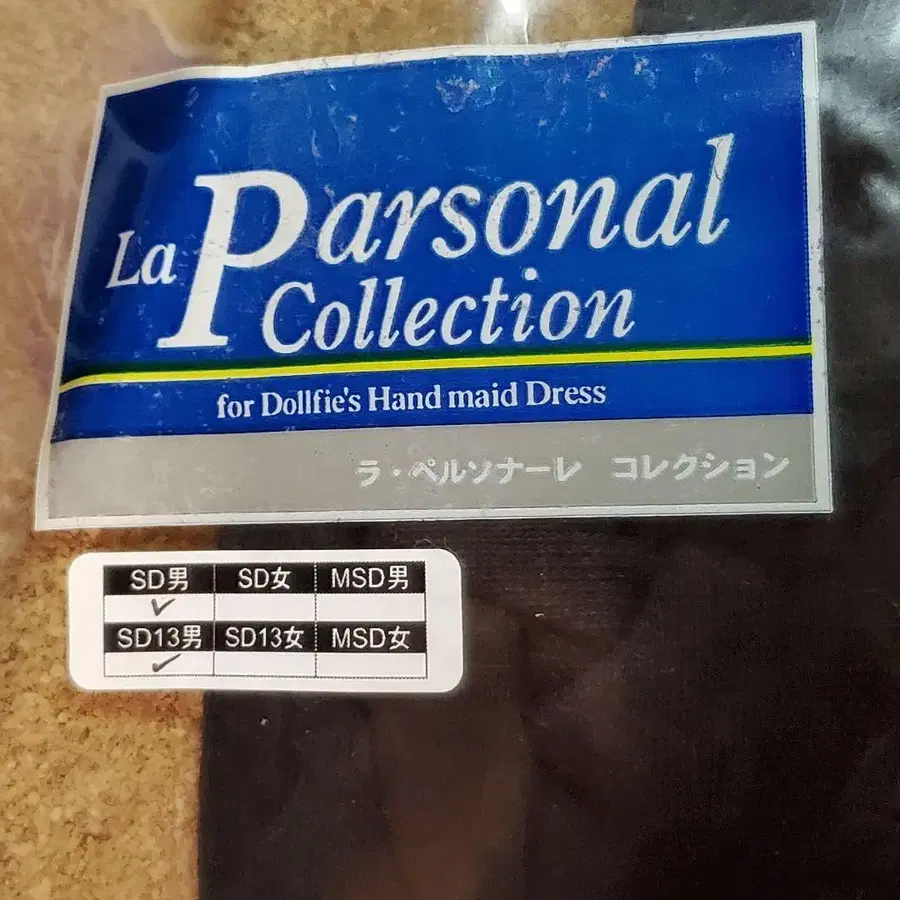 La Parsonal
Collection
for Dollfie's Hand maid Dress
ラ・ペルソナーレ コレクション
SD男 SD女 MSD男
✓
SD13男 SD13女 MSD女
✓